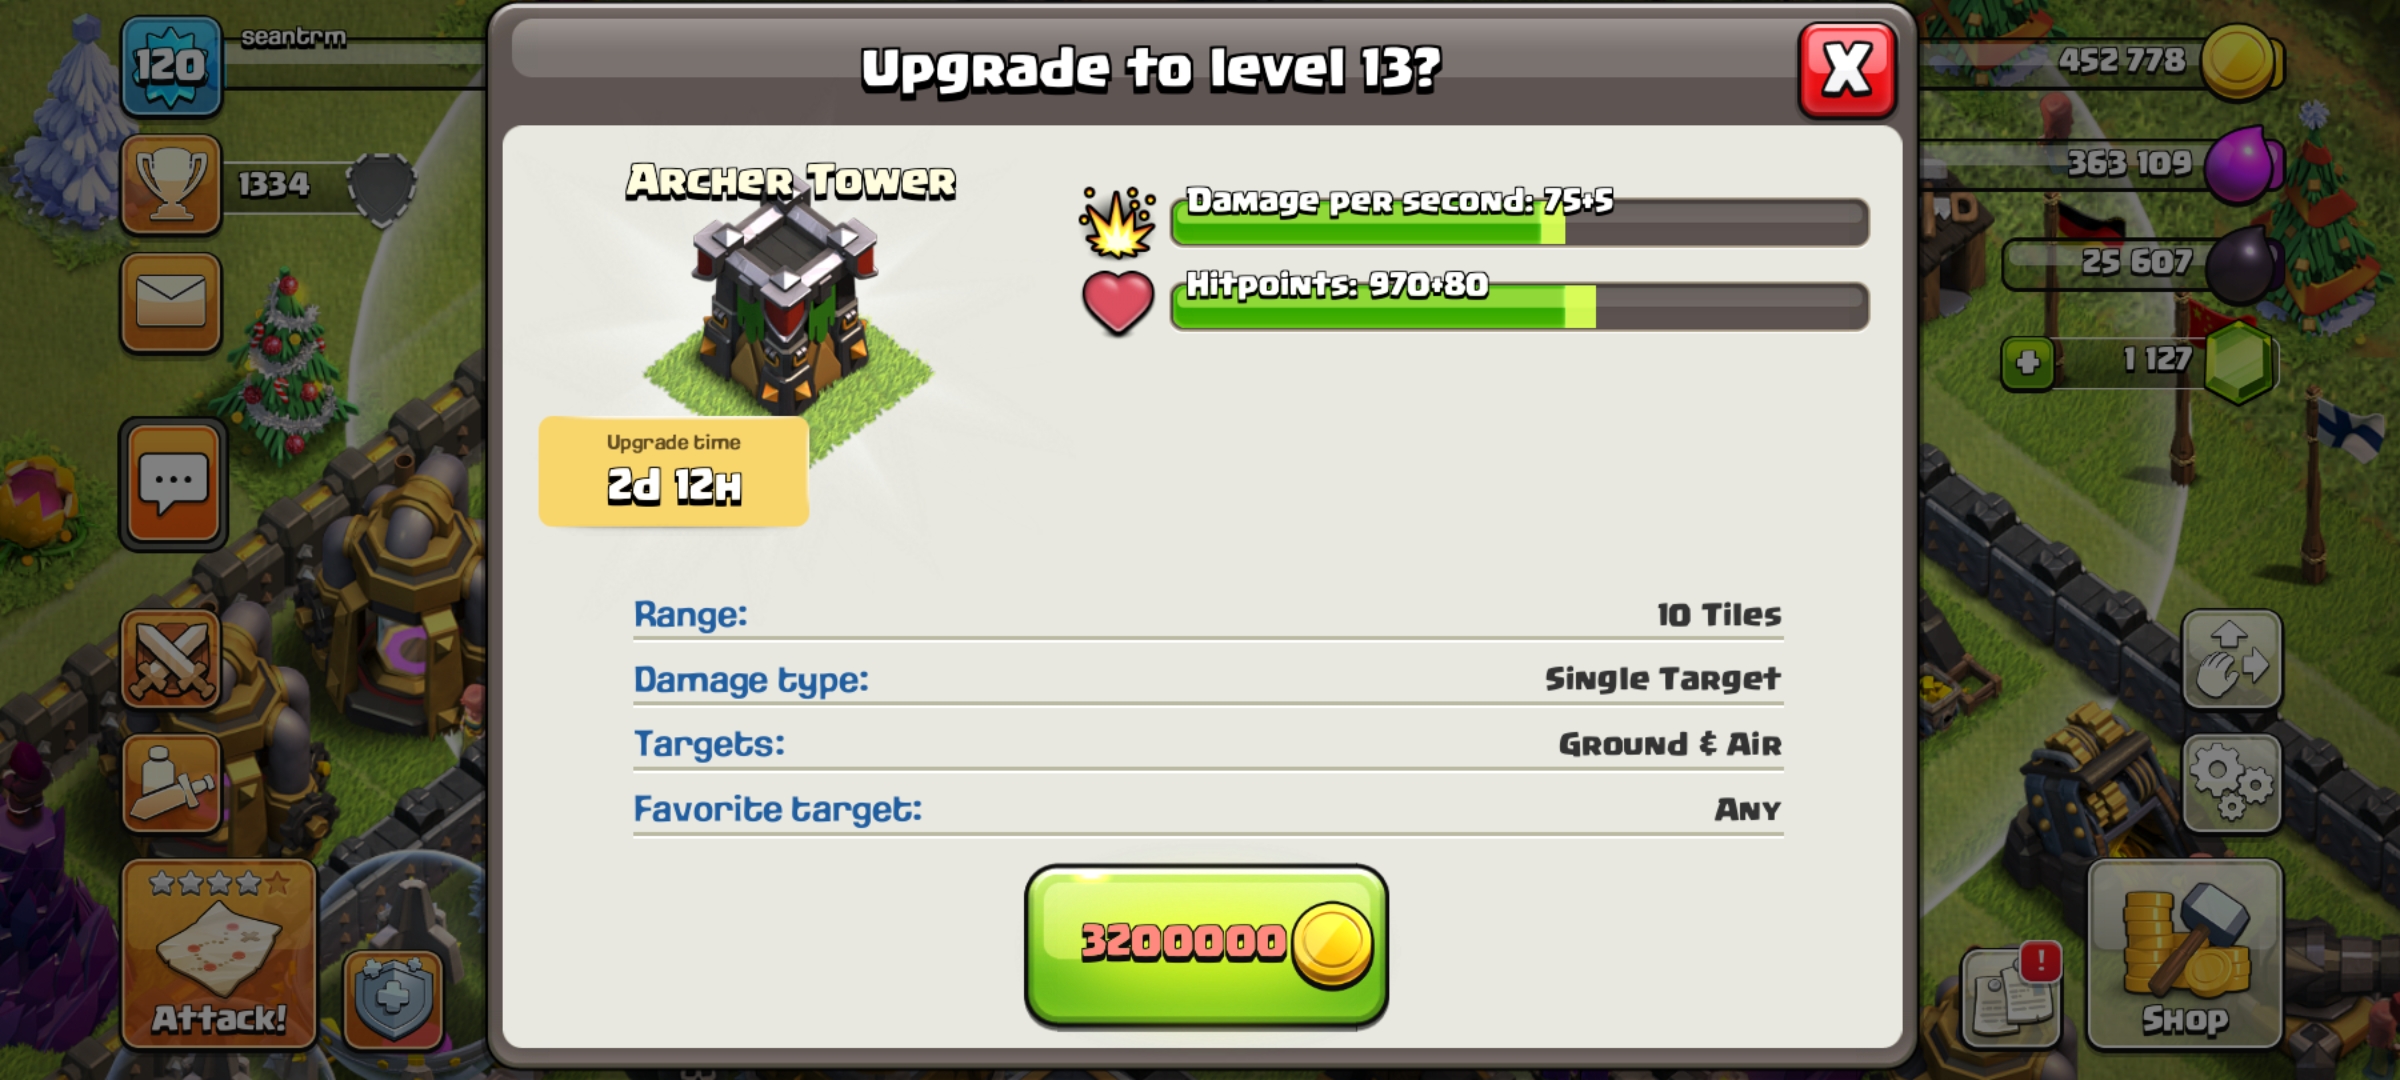 120
seantrm
Upgrade to level 13?
X
452 778
1334
363 109
25 607
1 127
Archer Tower
Damage per second: 75+5
Hitpoints: 970+80
Upgrade time
2d 12H
Range: 10 Tiles
Damage type: Single Target
Targets: Ground & Air
Favorite target: Any
3200000
!
Attack!
Shop